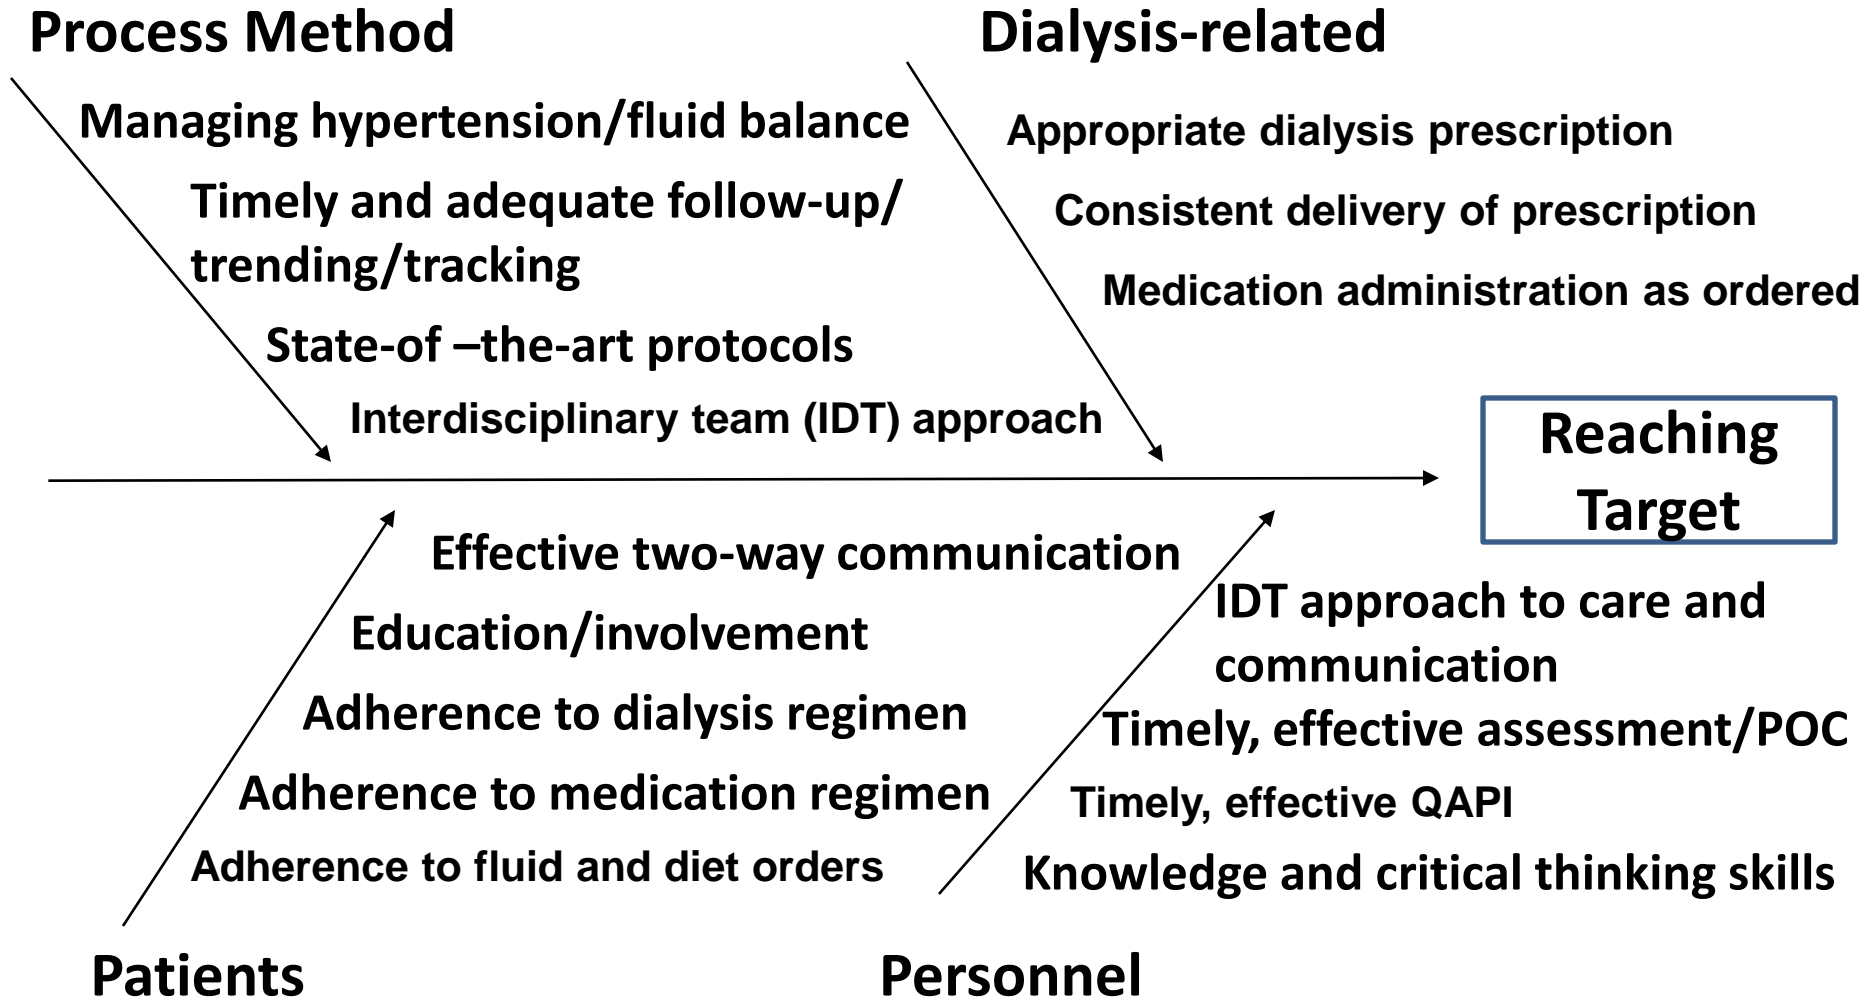 Process Method
Managing hypertension/fluid balance
Timely and adequate follow-up/
trending/tracking
State-of –the-art protocols
Interdisciplinary team (IDT) approach
Dialysis-related
Appropriate dialysis prescription
Consistent delivery of prescription
Medication administration as ordered
Reaching
Target
Effective two-way communication
Education/involvement
Adherence to dialysis regimen
Adherence to medication regimen
Adherence to fluid and diet orders
Patients
IDT approach to care and
communication
Timely, effective assessment/POC
Timely, effective QAPI
Knowledge and critical thinking skills
Personnel